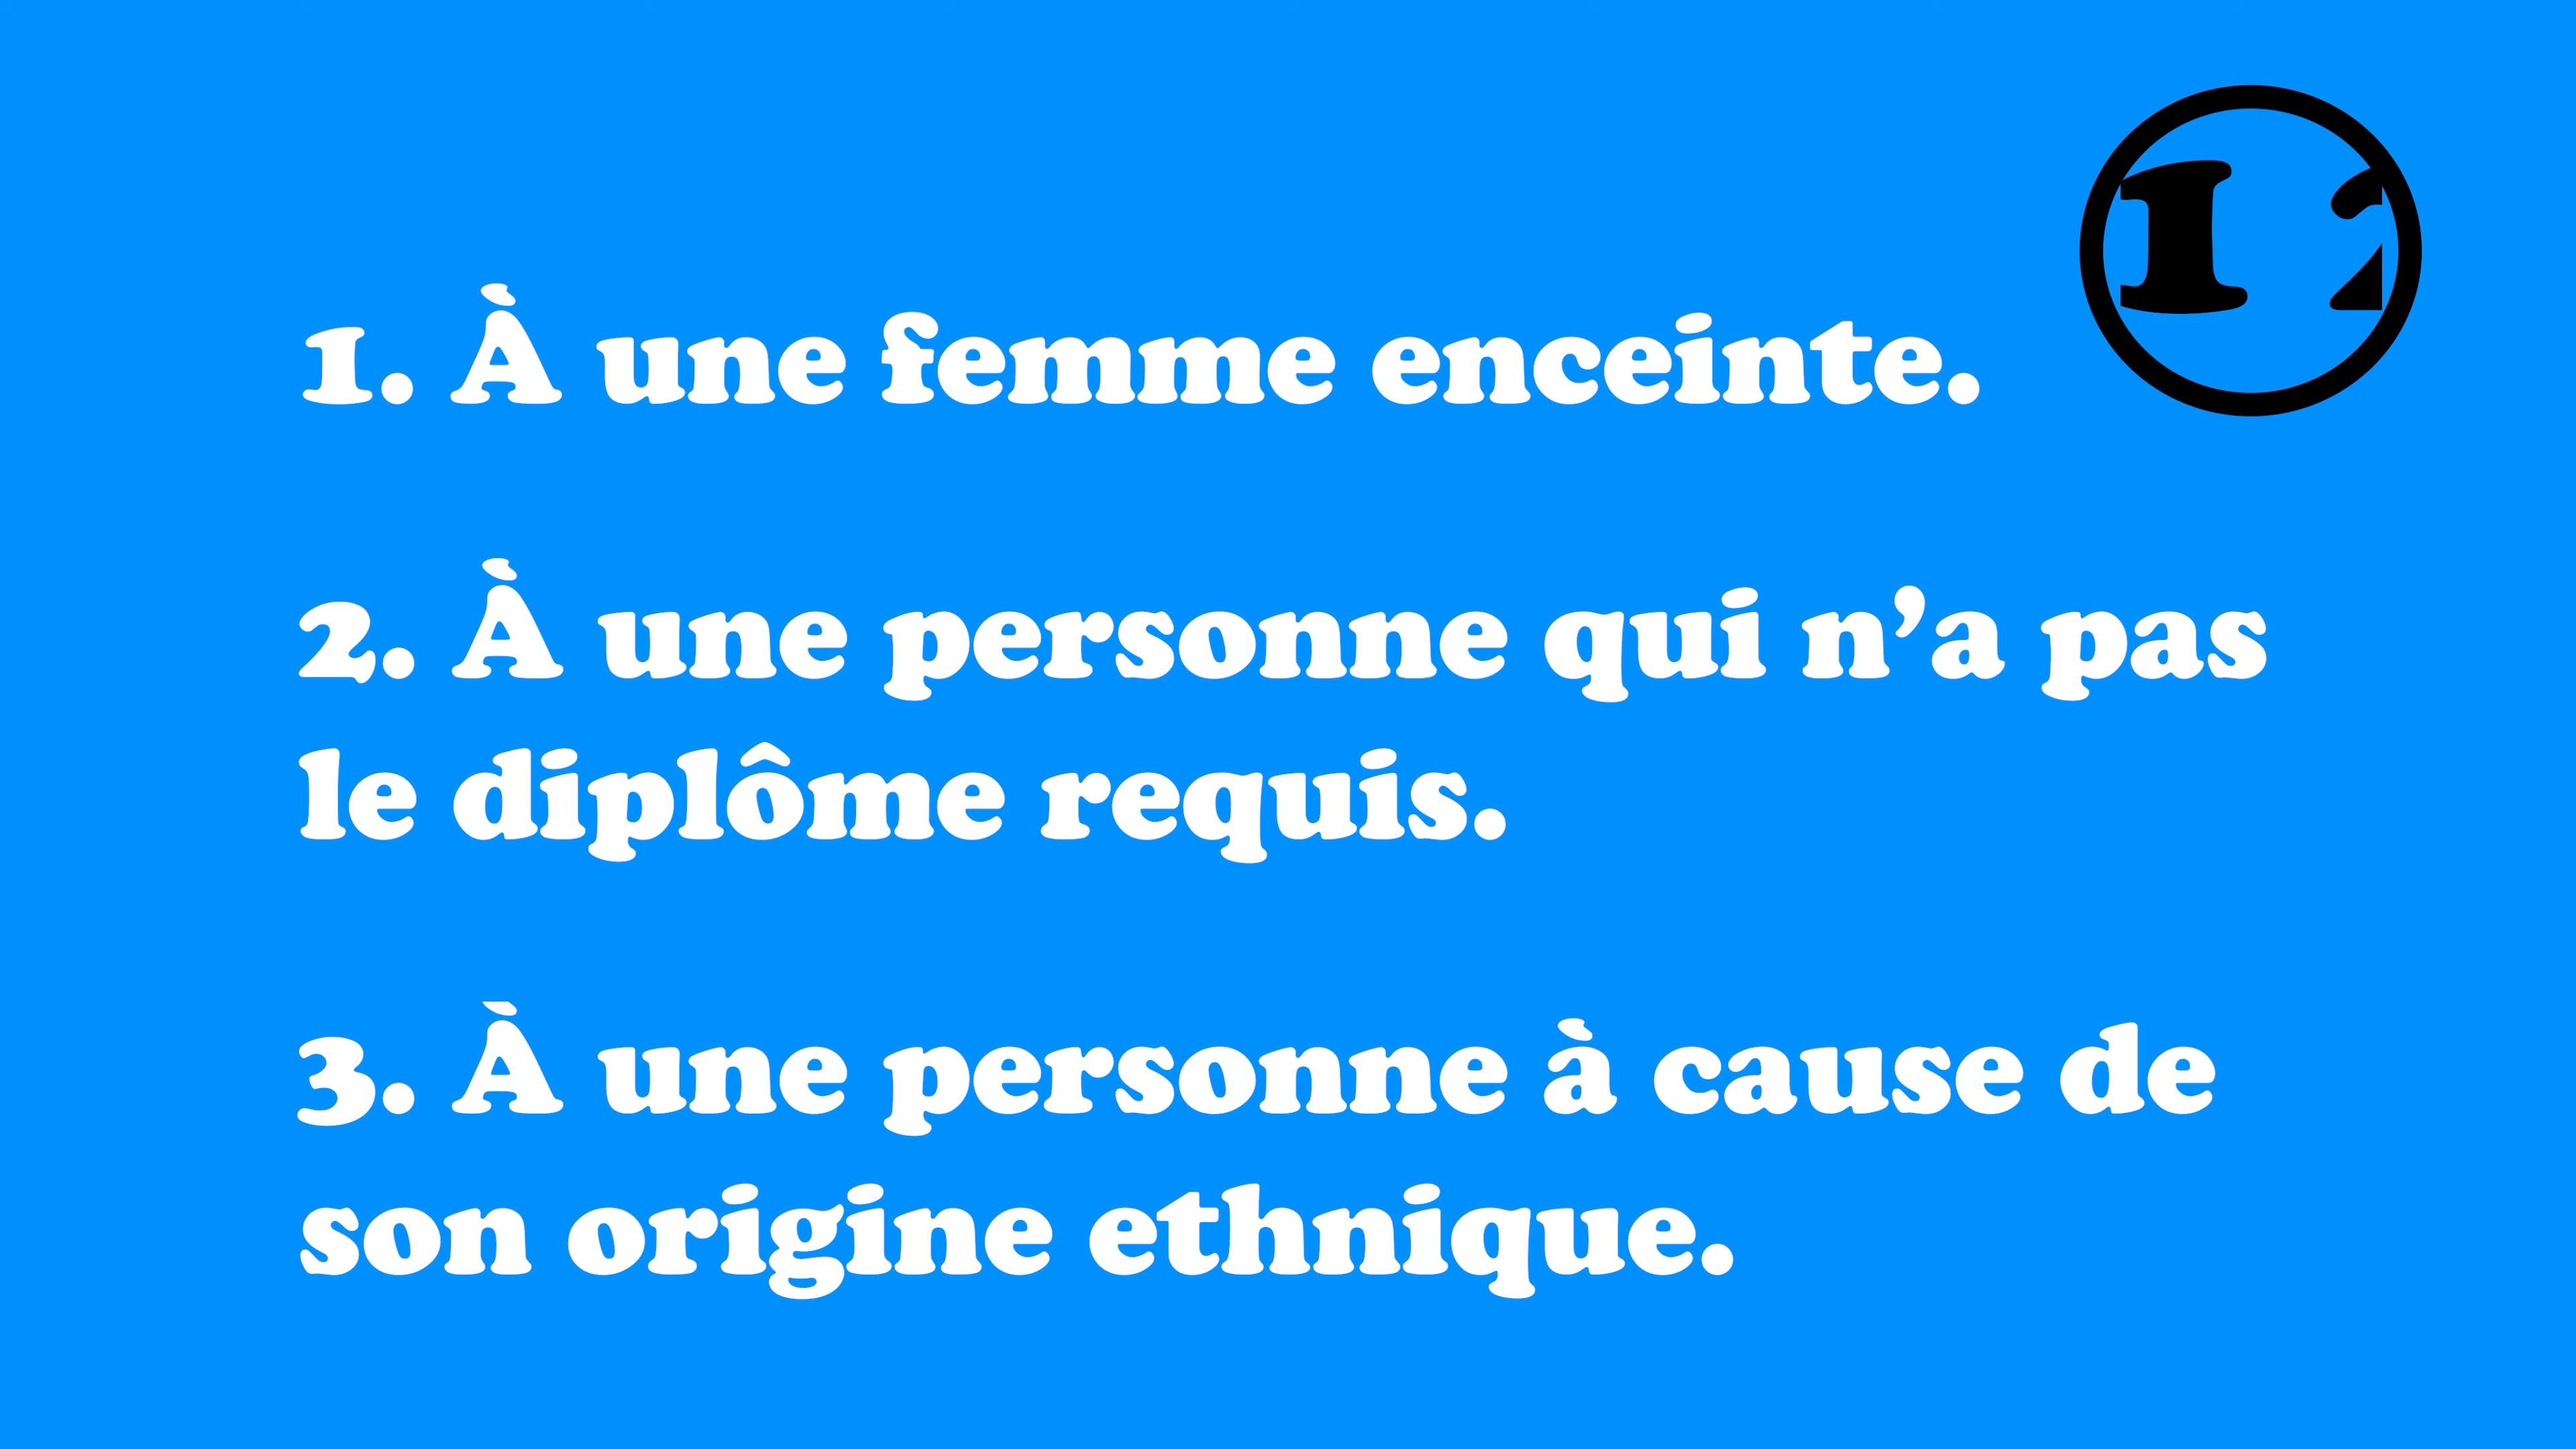 1. À une femme enceinte.
2. À une personne qui n’a pas
le diplôme requis.
3. À une personne à cause de
son origine ethnique.